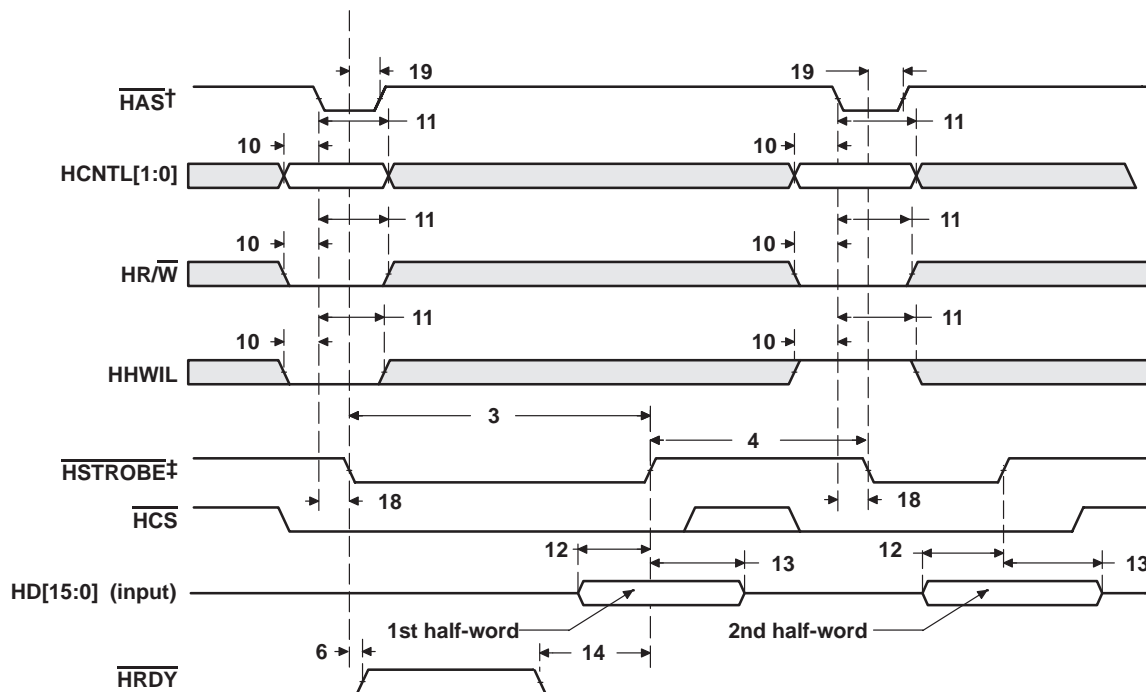 19 19
HAS†
11 11
10 10
HCNTL[1:0]
11 11
10 10
HR/W
11 11
10 10
HHWIL
3
4
HSTROBE‡
18 18
HCS
12 12
13 13
HD[15:0] (input)
1st half-word 2nd half-word
6 14
HRDY